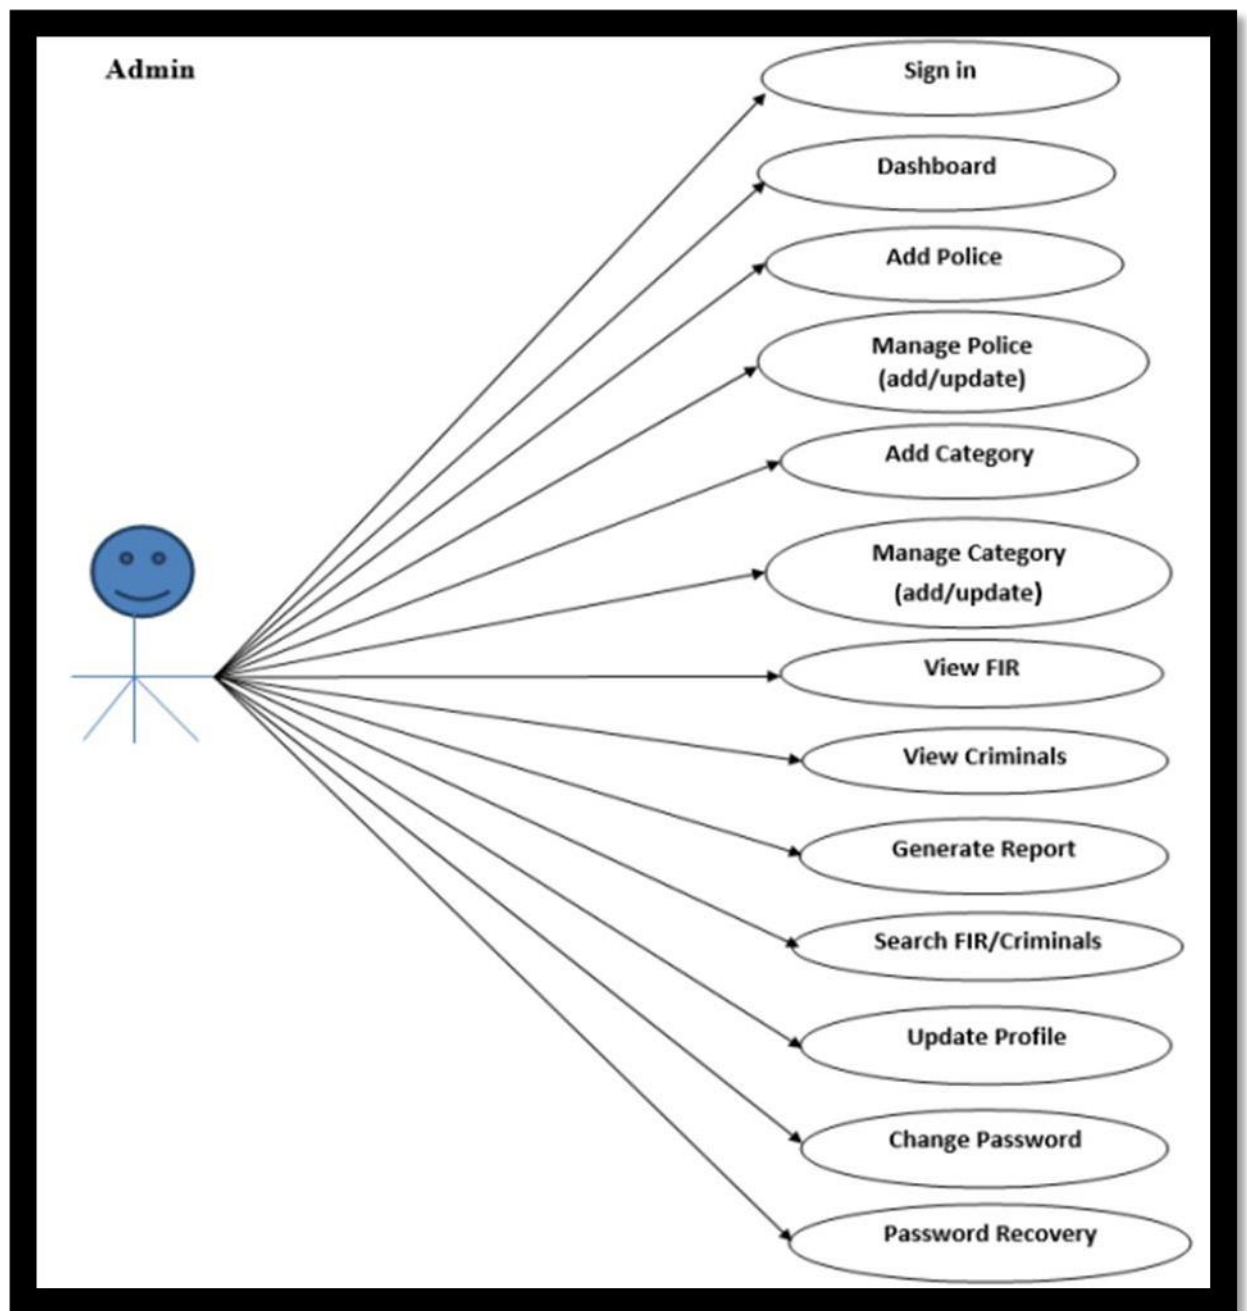 Admin
Sign in
Dashboard
Add Police
Manage Police
(add/update)
Add Category
Manage Category
(add/update)
View FIR
View Criminals
Generate Report
Search FIR/Criminals
Update Profile
Change Password
Password Recovery